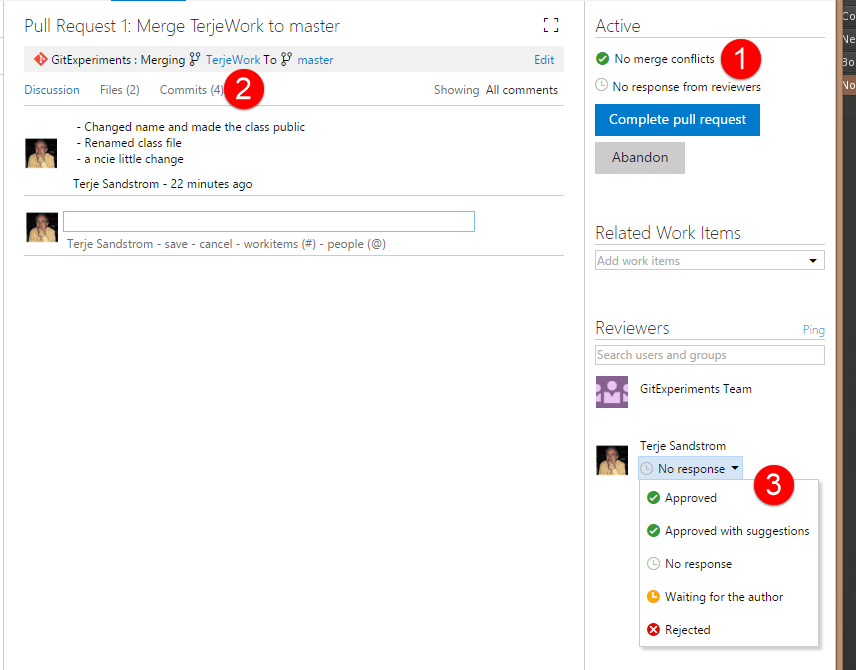 Pull Request 1: Merge TerjeWork to master
GitExperiments : Merging TerjeWork To master Edit
Discussion Files (2) Commits (4) 2 Showing All comments
- Changed name and made the class public
- Renamed class file
- a ncie little change
Terje Sandstrom - 22 minutes ago
Terje Sandstrom - save - cancel - workitems (#) - people (@)
Active
No merge conflicts 1
No response from reviewers
Complete pull request
Abandon
Related Work Items
Add work items
Reviewers Ping
Search users and groups
GitExperiments Team
Terje Sandstrom
No response
3
Approved
Approved with suggestions
No response
Waiting for the author
Rejected